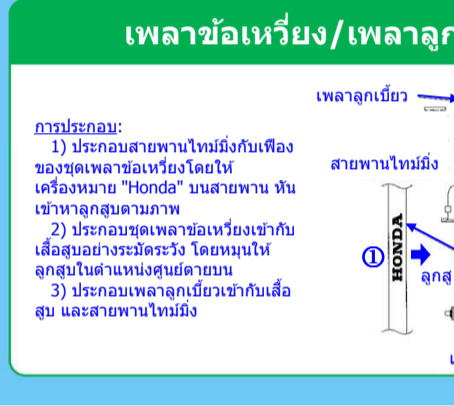 เพลาข้อเหวี่ยง/เพลาลูก
เพลาลูกเบี้ยว
การประกอบ:
1) ประกอบสายพานไทม์มิ่งกับเฟือง
ของชุดเพลาข้อเหวี่ยงโดยให้
เครื่องหมาย "Honda" บนสายพาน หัน
เข้าหาลูกสูบตามภาพ
2) ประกอบชุดเพลาข้อเหวี่ยงเข้ากับ
เสื้อสูบอย่างระมัดระวัง โดยหมุนให้
ลูกสูบในตำแหน่งศูนย์ตายบน
3) ประกอบเพลาลูกเบี้ยวเข้ากับเสื้อ
สูบ และสายพานไทม์มิ่ง
สายพานไทม์มิ่ง
①
HONDA
ลูกสู